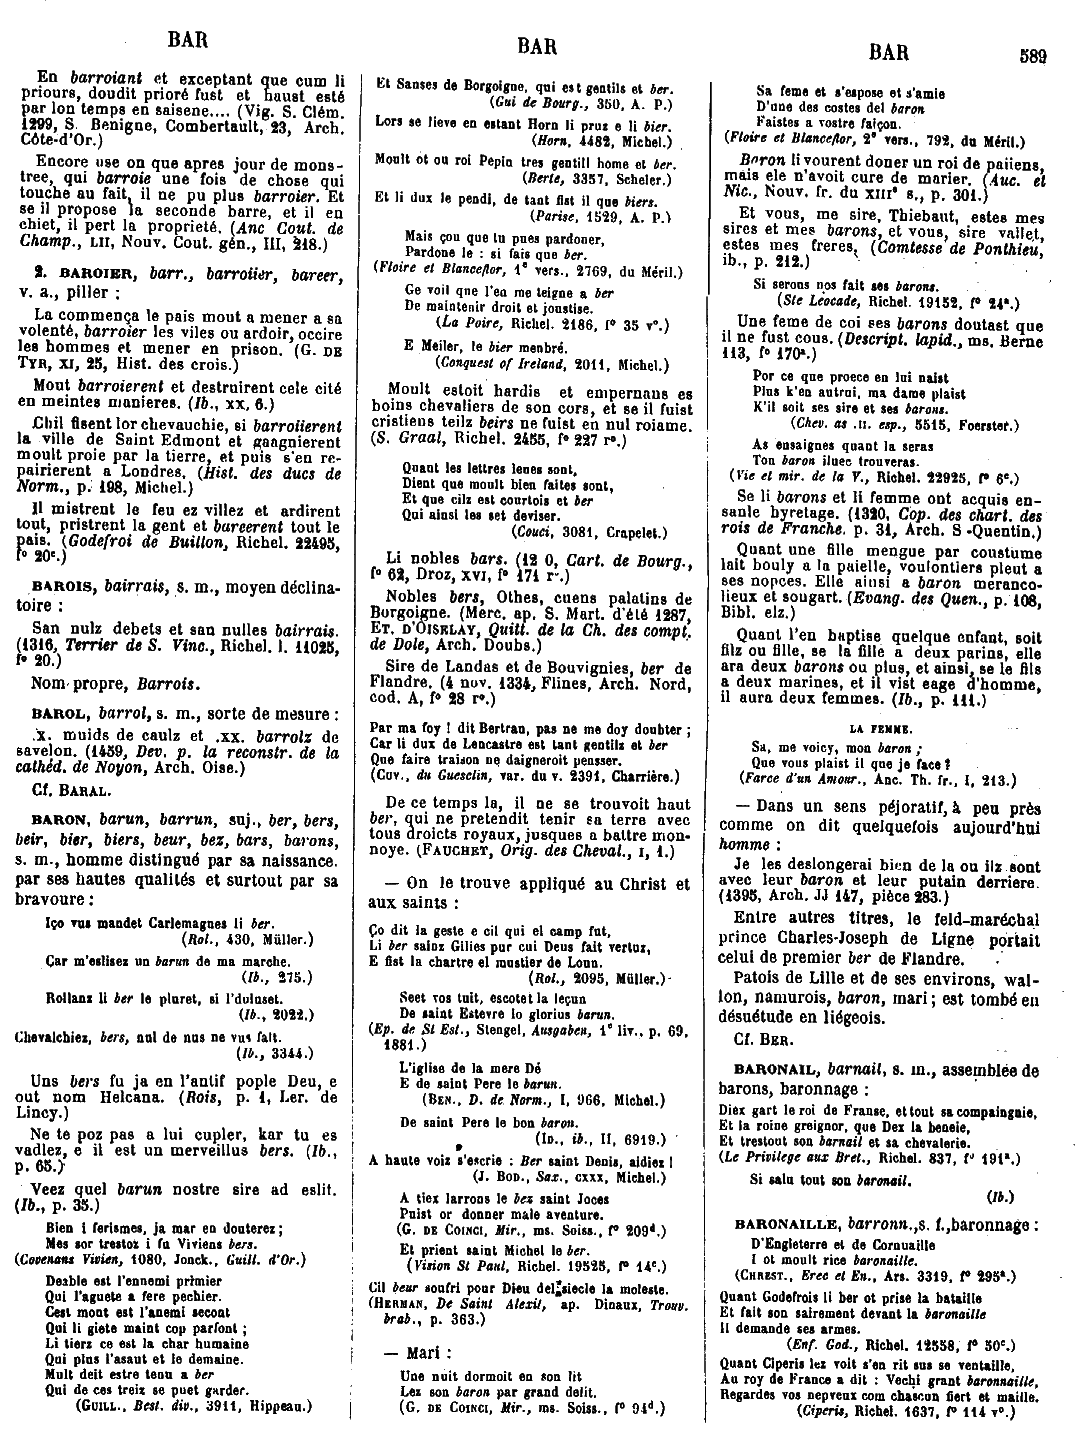 BAR
BAR
BAR
589
En barroiant et exceptant que cum li
priours, doudit prioré fust et haust esté
par lon temps en saisene.... (Vig. S. Clém.
1299, S. Benigne, Combertault, 23, Arch.
Côte-d'Or.)
Encore use on que apres jour de mons-
tree, qui barroie une fois de chose qui
touche au fait, il ne pu plus barroier. Et
se il propose la seconde barre, et il en
chiet, il pert la proprieté. (Anc Cout. de
Champ., LII, Nouv. Cout. gén., III, 218.)
2. BAROIER, barr., barroiier, bareer,
v. a., piller :
La commença le pais mout a mener a sa
volenté, barroier les viles ou ardoir, occire
les hommes et mener en prison. (G. DE
TYR, XI, 25, Hist. des crois.)
Mout barroierent et destruirent cele cité
en meintes manieres. (Ib., XX, 6.)
Chil fisent lor chevauchie, si barroiierent
la ville de Saint Edmont et gaagnierent
moult proie par la tierre, et puis s'en re-
pairierent a Londres. (Hist. des ducs de
Norm., p. 198, Michel.)
Il mistrent le feu ez villez et ardirent
tout, pristrent la gent et bareerent tout le
pais. (Godefroi de Buillon, Richel. 22495,
f° 20c.)
BAROIS, bairrais, s. m., moyen déclina-
toire :
San nulz debets et san nulles bairrais.
(1316, Terrier de S. Vinc., Richel. l. 11025,
f° 20.)
Nom propre, Barrois.
BAROL, barrol, s. m., sorte de mesure :
.X. muids de caulz et .XX. barrolz de
savelon. (1459, Dev. p. la reconstr. de la
cathéd. de Noyon, Arch. Oise.)
Cf. BARAL.
BARON, barun, barrun, suj., ber, bers,
beir, bier, biers, beur, bez, bars, barons,
s. m., homme distingué par sa naissance.
par ses hautes qualités et surtout par sa
bravoure :
Iço vus mandet Carlemagnes li ber.
(Rol., 430, Müller.)
Car m'eslisez un barun de ma marche.
(Ib., 275.)
Rollanz li ber le pluret, si l'duluset.
(Ib., 2022.)
Chevalchiez, bers, nul de nus ne vus falt.
(Ib., 3344.)
Uns bers fu ja en l'antif pople Deu, e
out nom Helcana. (Rois, p. 1, Ler. de
Lincy.)
Ne te poz pas a lui cupler, kar tu es
vadlez, e il est un merveillus bers. (Ib.,
p. 65.)
Veez quel barun nostre sire ad eslit.
(Ib., p. 35.)
Bien i ferismes, ja mar en douterez ;
Mes sor trestoz i fu Viviens bers.
(Covenans Vivien, 1080, Jonck., Guill. d'Or.)
Deable est l'ennemi primier
Qui l'aguete a fere pechier.
Cest mont est l'anemi secont
Qui li giete maint cop parfont ;
Li tierz ce est la char humaine
Qui plus l'asaut et le demaine.
Mult deit estre tenu a ber
Qui de ces treiz se puet garder.
(GUILL., Best. div., 3911, Hippeau.)
Et Sanses de Borgoigne, qui est gentils et ber.
(Gui de Bourg., 350, A. P.)
Lors se lieve en estant Horn li pruz e li bier.
(Horn, 4482, Michel.)
Moult ot ou roi Pepin tres gentill home et ber.
(Berte, 3357, Scheler.)
Et li dux le pendi, de tant fist il que biers.
(Parise, 1529, A. P.)
Mais çou que tu pues pardoner,
Pardone le : si fais que ber.
(Floire et Blanceflor, 1e vers., 2769, du Méril.)
Ge voil que l'en me teigne a ber
De maintenir droit et joustise.
(La Poire, Richel. 2186, f° 35 v°.)
E Meiler, le bier menbré.
(Conquest of Ireland, 2011, Michel.)
Moult estoit hardis et empernans es
boins chevaliers de son cors, et se il fuist
cristiens teilz beirs ne fuist en nul roiame.
(S. Graal, Richel. 2455, f° 227 r°.)
Quant les lettres leues sont,
Dient que moult bien faites sont,
Et que cilz est courtois et ber
Qui ainsi les set deviser.
(Couci, 3081, Crapelet.)
Li nobles bars. (12 0, Cart. de Bourg.,
f° 62, Droz, XVI, f° 171 r°.)
Nobles bers, Othes, cuens palatins de
Borgoigne. (Merc. ap. S. Mart. d'été 1287,
ET. D'OISELAY, Quitt. de la Ch. des compt.
de Dole, Arch. Doubs.)
Sire de Landas et de Bouvignies, ber de
Flandre. (4 nov. 1334, Flines, Arch. Nord,
cod. A, f° 28 r°.)
Par ma foy ! dit Bertran, pas ne me doy doubter ;
Car li dux de Lencastre est tant gentilz et ber
Que faire traison ne daigneroit pensser.
(CUV., du Guesclin, var. du v. 2391, Charrière.)
De ce temps la, il ne se trouvoit haut
ber, qui ne pretendit tenir sa terre avec
tous droicts royaux, jusques a battre mon-
noye. (FAUCHET, Orig. des Cheval., I, 1.)
— On le trouve appliqué au Christ et
aux saints :
Ço dit la geste e cil qui el camp fut,
Li ber sainz Gilies pur cui Deus fait vertuz,
E fist la chartre el mustier de Loun.
(Rol., 2095, Müller.)
Seet vos tuit, escotet la leçun
De saint Estevre lo glorius barun.
(Ep. de St Est., Stengel, Ausgaben, 1e liv., p. 69,
1881.)
L'iglise de la mere Dé
E de saint Pere le barun.
(BEN., D. de Norm., I, 966, Michel.)
De saint Pere le bon baron.
(ID., ib., II, 6919.)
A haute voiz s'escrie : Ber saint Denis, aidiez !
(J. BOD., Sax., CXXX, Michel.)
A tiex larrons le bez saint Joces
Puist or doner male aventure.
(G. DE COINCI, Mir., ms. Soiss., f° 209d.)
Et prient saint Michel le ber.
(Vision St Paul, Richel. 19525, f° 14c.)
Cil beur soufri pour Dieu del siecle la moleste.
(HERMAN, De Saint Alexil, ap. Dinaux, Trouv.
brab., p. 363.)
— Mari :
Une nuit dormoit en son lit
Lez son baron par grand delit.
(G. DE COINCI, Mir., ms. Soiss., f° 94d.)
Sa feme et s'espose et s'amie
D'une des costes del baron
Faistes a vostre faiçon.
(Floire et Blanceflor, 2e vers., 792, du Méril.)
Baron li vourent doner un roi de paiiens,
mais ele n'avoit cure de marier. (Auc. et
Nic., Nouv. fr. du XIIIe s., p. 301.)
Et vous, me sire, Thiebaut, estes mes
sires et mes barons, et vous, sire vallet,
estes mes freres. (Comtesse de Ponthieu,
ib., p. 212.)
Si serons nos fait ses barons.
(Ste Léocade, Richel. 19152, f° 24a.)
Une feme de coi ses barons doutast que
il ne fust cous. (Descript. lapid., ms. Berne
113, f° 170a.)
Por ce que proece en lui naist
Plus k'en autrui, ma dame plaist
K'il soit ses sire et ses barons.
(Chev. as .II. esp., 5515, Foerster.)
As ensaignes quant la seras
Ton baron iluec trouveras.
(Vie et mir. de la V., Richel. 22925, f° 6c.)
Se li barons et li femme ont acquis en-
sanle hyretage. (1320, Cop. des chart. des
rois de Franche. p. 31, Arch. S -Quentin.)
Quant une fille mengue par coustume
lait bouly a la paielle, voulontiers pleut a
ses nopces. Elle ainsi a baron meranco-
lieux et sougart. (Evang. des Quen., p. 108,
Bibl. elz.)
Quant l'en baptise quelque enfant, soit
filz ou fille, se la fille a deux parins, elle
ara deux barons ou plus, et ainsi, se le fils
a deux marines, et il vist eage d'homme,
il aura deux femmes. (Ib., p. 111.)
LA FEMME.
Sa, me voicy, mon baron ;
Que vous plaist il que je face ?
(Farce d'un Amour., Anc. Th. fr., I, 213.)
— Dans un sens péjoratif, à peu près
comme on dit quelquefois aujourd'hui
homme :
Je les deslongerai bien de la ou ilz sont
avec leur baron et leur putain derriere.
(1395, Arch. JJ 147, pièce 283.)
Entre autres titres, le feld-maréchal
prince Charles-Joseph de Ligne portait
celui de premier ber de Flandre.
Patois de Lille et de ses environs, wal-
lon, namurois, baron, mari ; est tombé en
désuétude en liégeois.
Cf. BER.
BARONAIL, barnail, s. m., assemblée de
barons, baronnage :
Diex gart le roi de Franse, et tout sa compaingnie,
Et la roine greignor, que Dex la beneie,
Et trestout son barnail et sa chevalerie.
(Le Privilege aux Bret., Richel. 837, f° 191a.)
Si salu tout son baronail.
(Ib.)
BARONAILLE, barronn., s. f., baronnage :
D'Engleterre et de Cornuaille
I ot moult rice baronaille.
(CHREST., Erec et En., Ars. 3319, f° 295a.)
Quant Godefrois li ber ot prise la bataille
Et fait son sairement devant la baronaille
Il demande ses armes.
(Enf. God., Richel. 12558, f° 50c.)
Quant Ciperis lez voit s'en rit sus se ventaille,
Au roy de France a dit : Vechi grant baronnaille,
Regardes vos nepveux com chascun fiert et maille.
(Ciperis, Richel. 1637, f° 114 v°.)